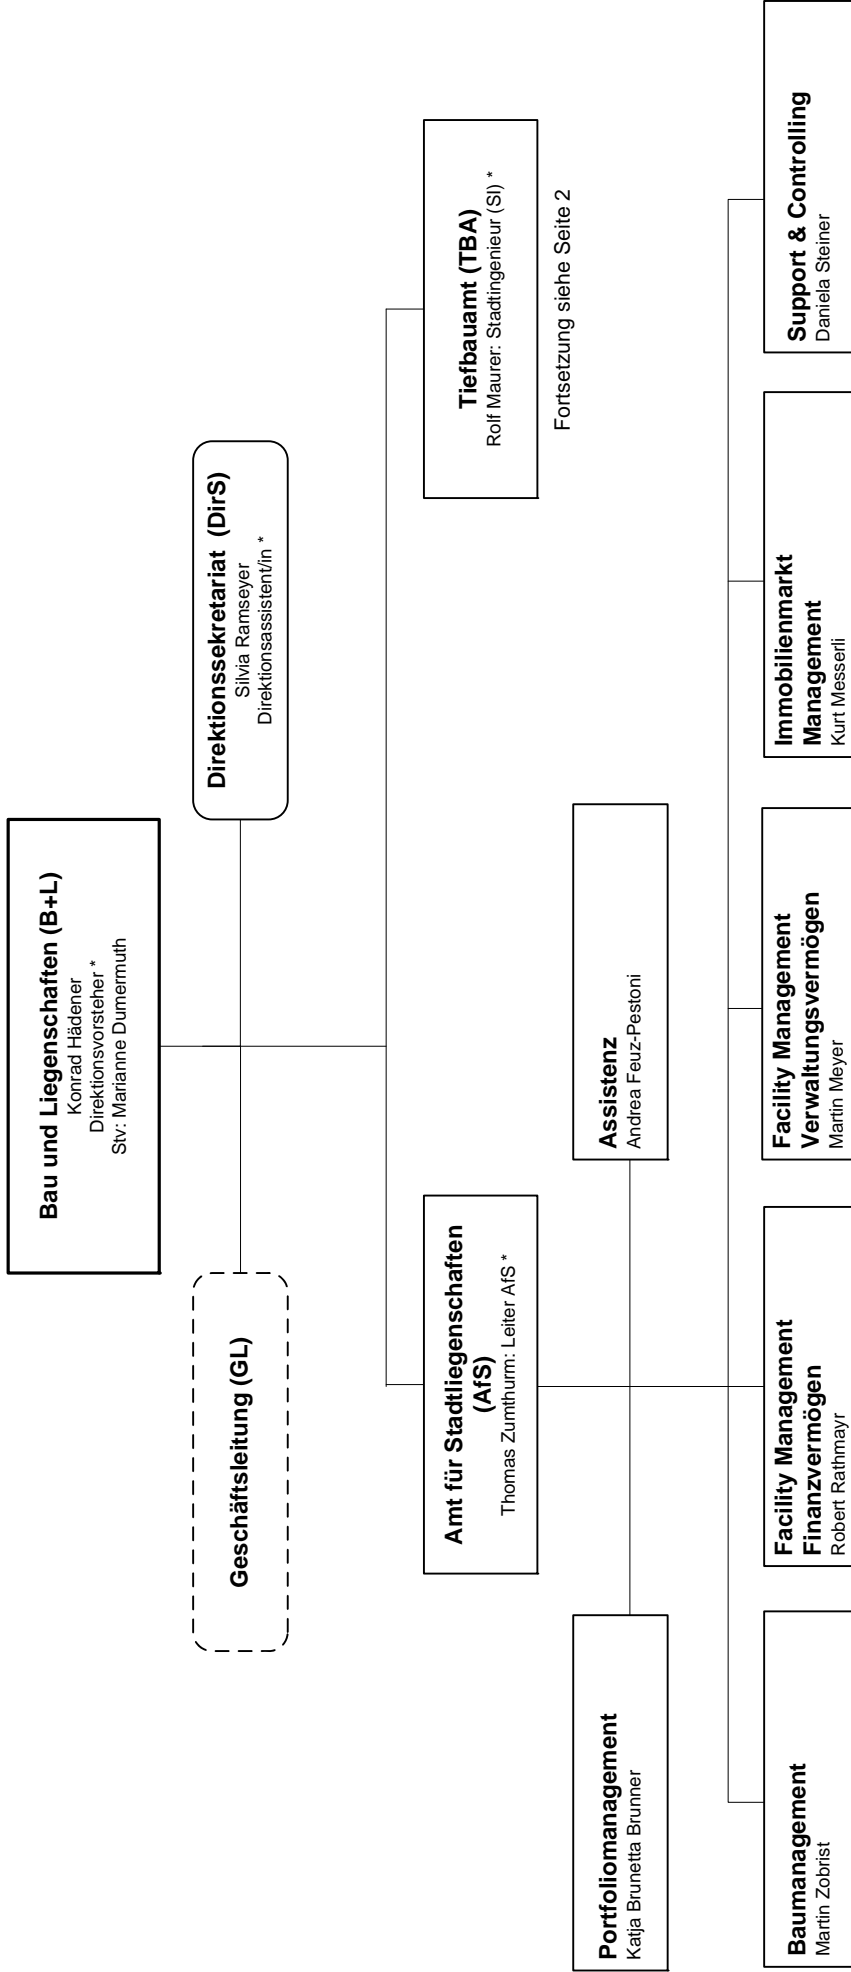 Bau und Liegenschaften (B+L)
Konrad Hädener
Direktionsvorsteher *
Stv: Marianne Dumermuth
Geschäftsleitung (GL)
Direktionssekretariat (DirS)
Silvia Ramseyer
Direktionsassistent/in *
Amt für Stadtliegenschaften
(AfS)
Thomas Zumthurm: Leiter AfS *
Tiefbauamt (TBA)
Rolf Maurer: Stadtingenieur (SI) *
Fortsetzung siehe Seite 2
Portfoliomanagement
Katja Brunetta Brunner
Assistenz
Andrea Feuz-Pestoni
Baumanagement
Martin Zobrist
Facility Management
Finanzvermögen
Robert Rathmayr
Facility Management
Verwaltungsvermögen
Martin Meyer
Immobilienmarkt
Management
Kurt Messerli
Support & Controlling
Daniela Steiner